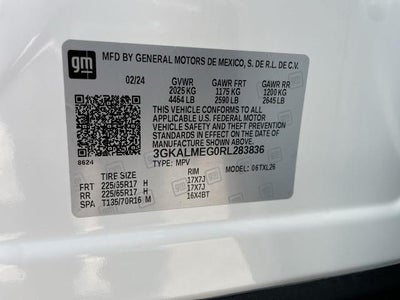 gm
MFD BY GENERAL MOTORS DE MEXICO, S. DE R.L. DE C.V.
02/24 GVWR GAWR FRT GAWR RR
2025 KG 1175 KG 1200 KG
4464 LB 2590 LB 2645 LB
THIS VEHICLE CONFORMS TO ALL
APPLICABLE U.S. FEDERAL MOTOR
VEHICLE SAFETY AND THEFT PREVENTION
STANDARDS IN EFFECT ON THE DATE
OF MANUFACTURE SHOWN ABOVE.
3GKALMEG0RL283836
8624
TYPE: MPV MODEL: 06TXL26
TIRE SIZE RIM
FRT 225/65R17 H 17X7J
RR 225/65R17 H 17X7J
SPA T135/70R16 M 16X4BT